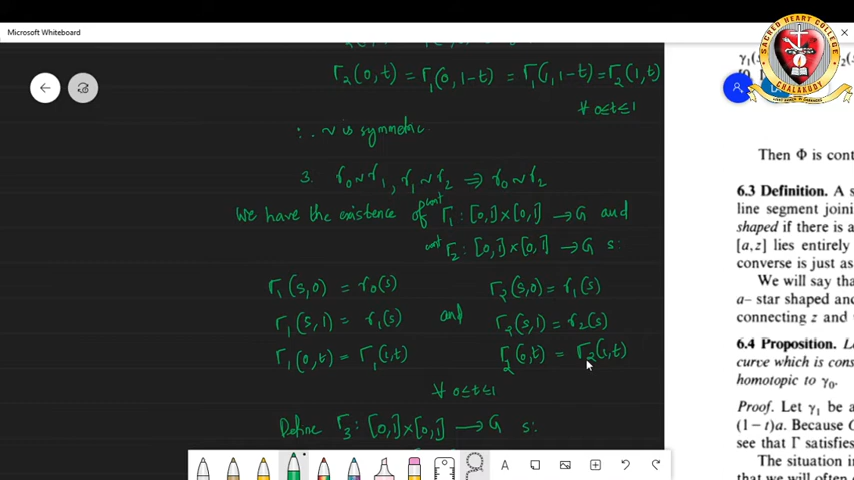 Microsoft Whiteboard
Γ₂(0,t) = Γ₁(0,1-t) = Γ₁(1,1-t) = Γ₂(1,t)
∀ 0≤t≤1
∴ ~ is symmetric.
3. γ₀~γ₁, γ₁~γ₂ ⇒ γ₀~γ₂
We have the existence of cont Γ₁ : [0,1]×[0,1] → G and
cont Γ₂ : [0,1]×[0,1] → G s:
Γ₁(s,0) = γ₀(s) Γ₂(s,0) = γ₁(s)
Γ₁(s,1) = γ₁(s) and Γ₂(s,1) = γ₂(s)
Γ₁(0,t) = Γ₁(1,t) Γ₂(0,t) = Γ₂(1,t)
∀ 0≤t≤1
Define Γ₃ : [0,1]×[0,1] → G s:
SACRED HEART COLLEGE
CHALAKUDY
Then Φ is cont
6.3 Definition. A s
line segment joini
shaped if there is a
[a, z] lies entirely
converse is just as
We will say tha
a- star shaped and
connecting z and
6.4 Proposition. Le
curve which is cons
homotopic to γ₀.
Proof. Let γ₁ be a
(1 − t)a. Because G
see that Γ satisfies
The situation in
that we will often